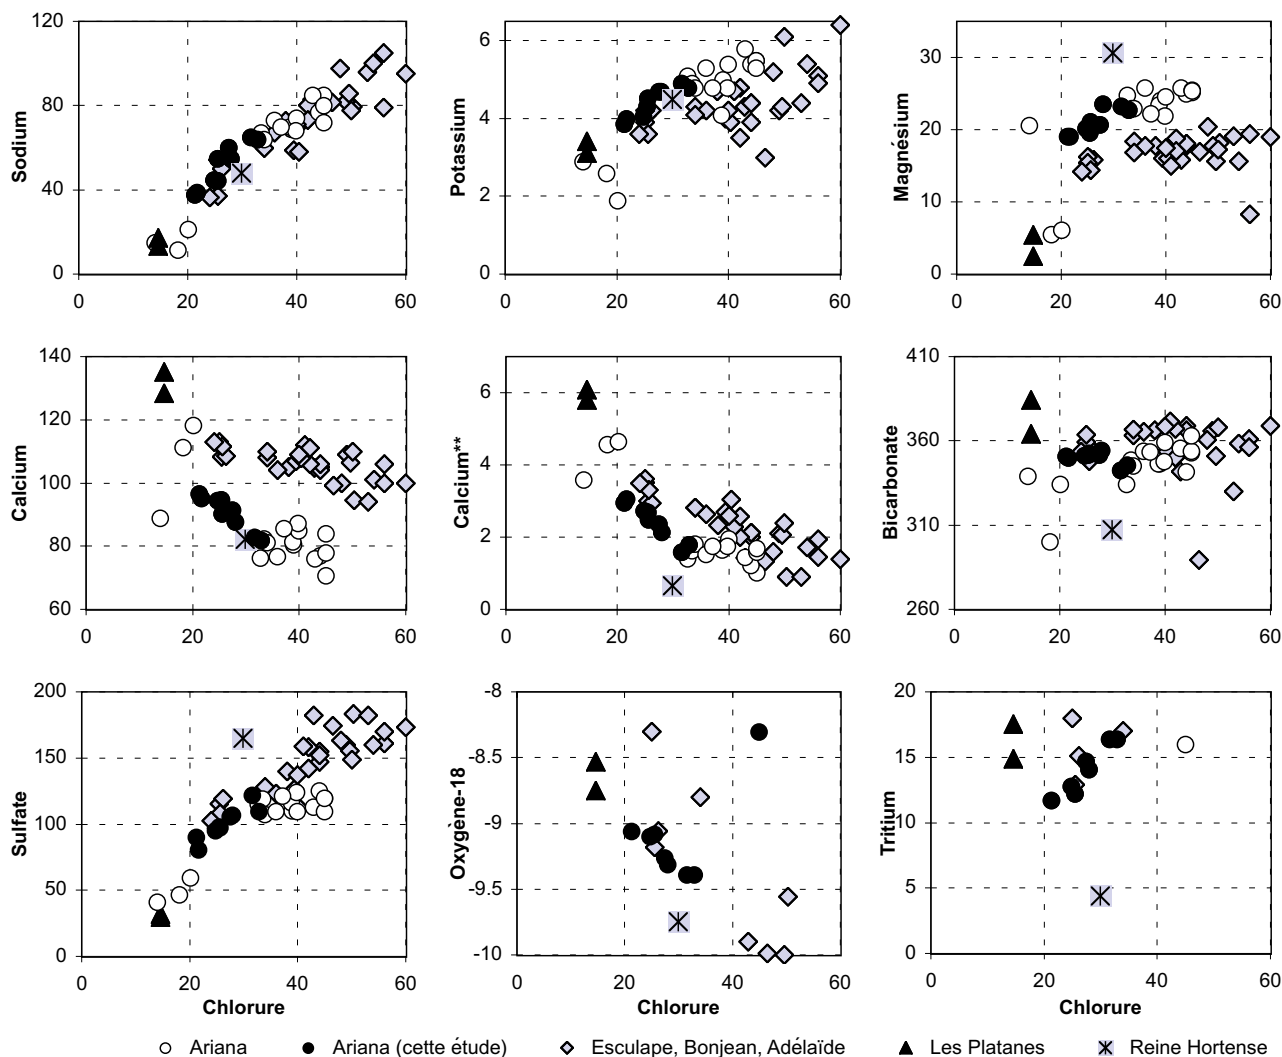 120
80
40
0
Sodium
0 20 40 60
6
4
2
0
Potassium
0 20 40 60
30
20
10
0
Magnésium
0 20 40 60
140
120
100
80
60
Calcium
0 20 40 60
6
4
2
0
Calcium**
0 20 40 60
410
360
310
260
Bicarbonate
0 20 40 60
200
150
100
50
0
Sulfate
0 20 40 60
Chlorure
-8
-8.5
-9
-9.5
-10
Oxygène-18
0 20 40 60
Chlorure
20
15
10
5
0
Tritium
0 20 40 60
Chlorure
Ariana Ariana (cette étude) Esculape, Bonjean, Adélaïde Les Platanes Reine Hortense